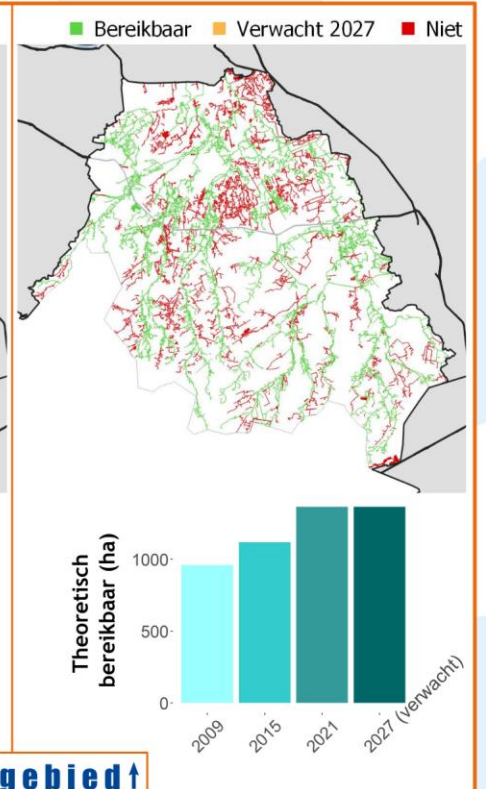 Bereikbaar Verwacht 2027 Niet
Theoretisch
bereikbaar (ha)
1000
500
0
2009
2015
2021
2027 (verwacht)
gebied